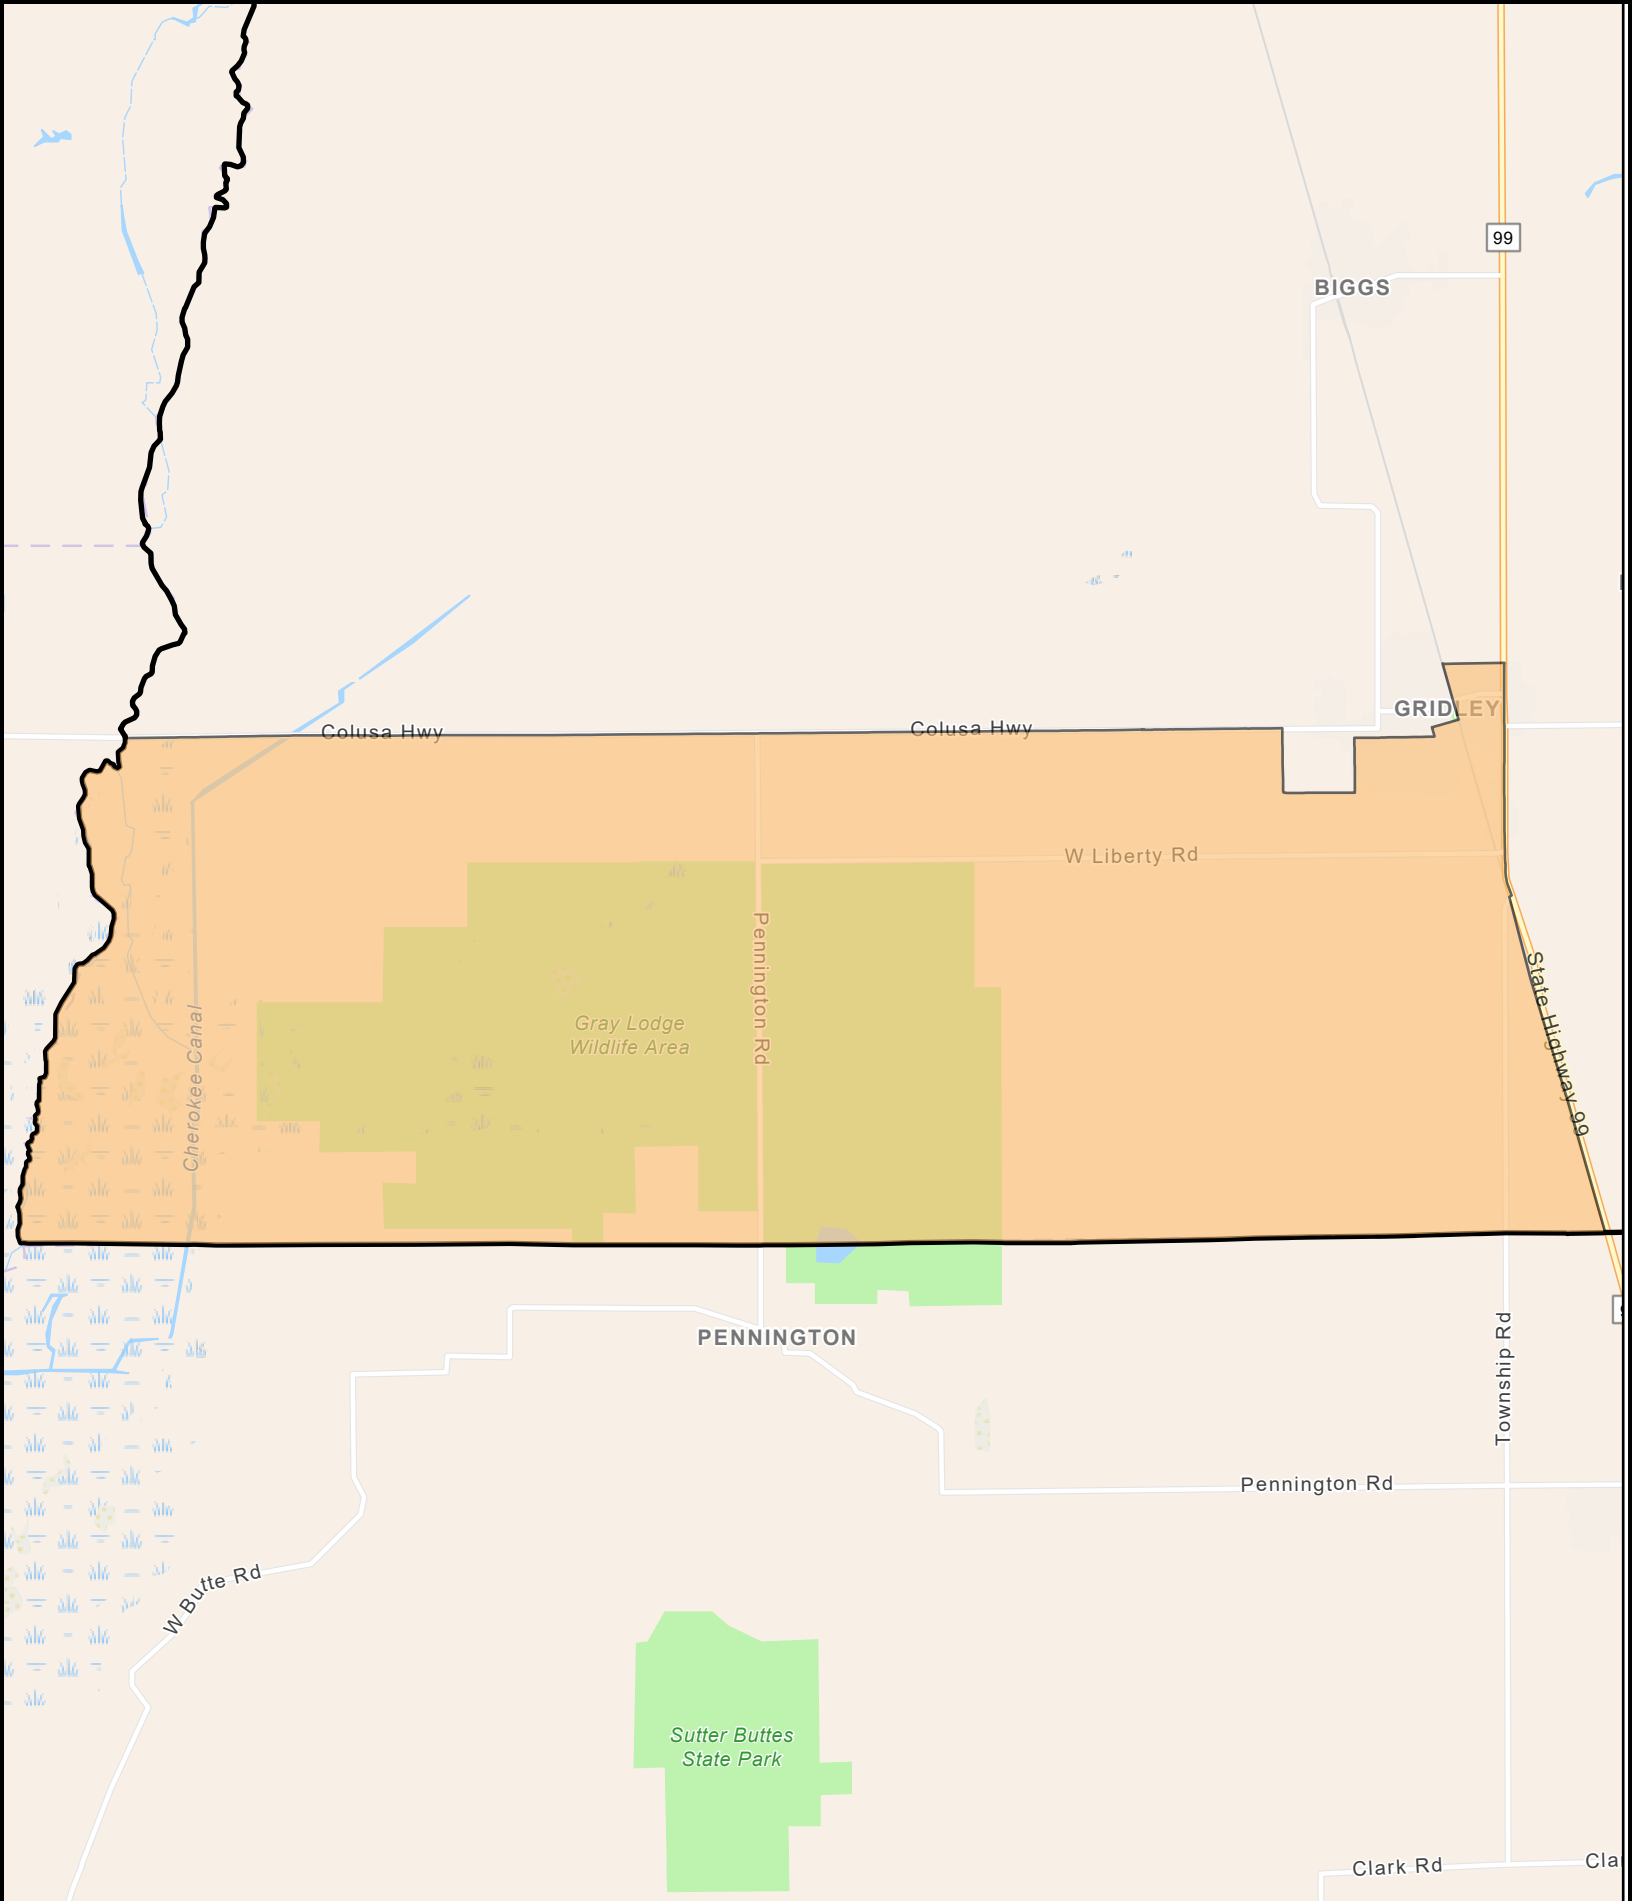 99
BIGGS
GRIDLEY
Colusa Hwy
Colusa Hwy
W Liberty Rd
Pennington Rd
Gray Lodge
Wildlife Area
Cherokee Canal
State Highway 99
PENNINGTON
Township Rd
Pennington Rd
W Butte Rd
Sutter Buttes
State Park
Clark Rd
Cla